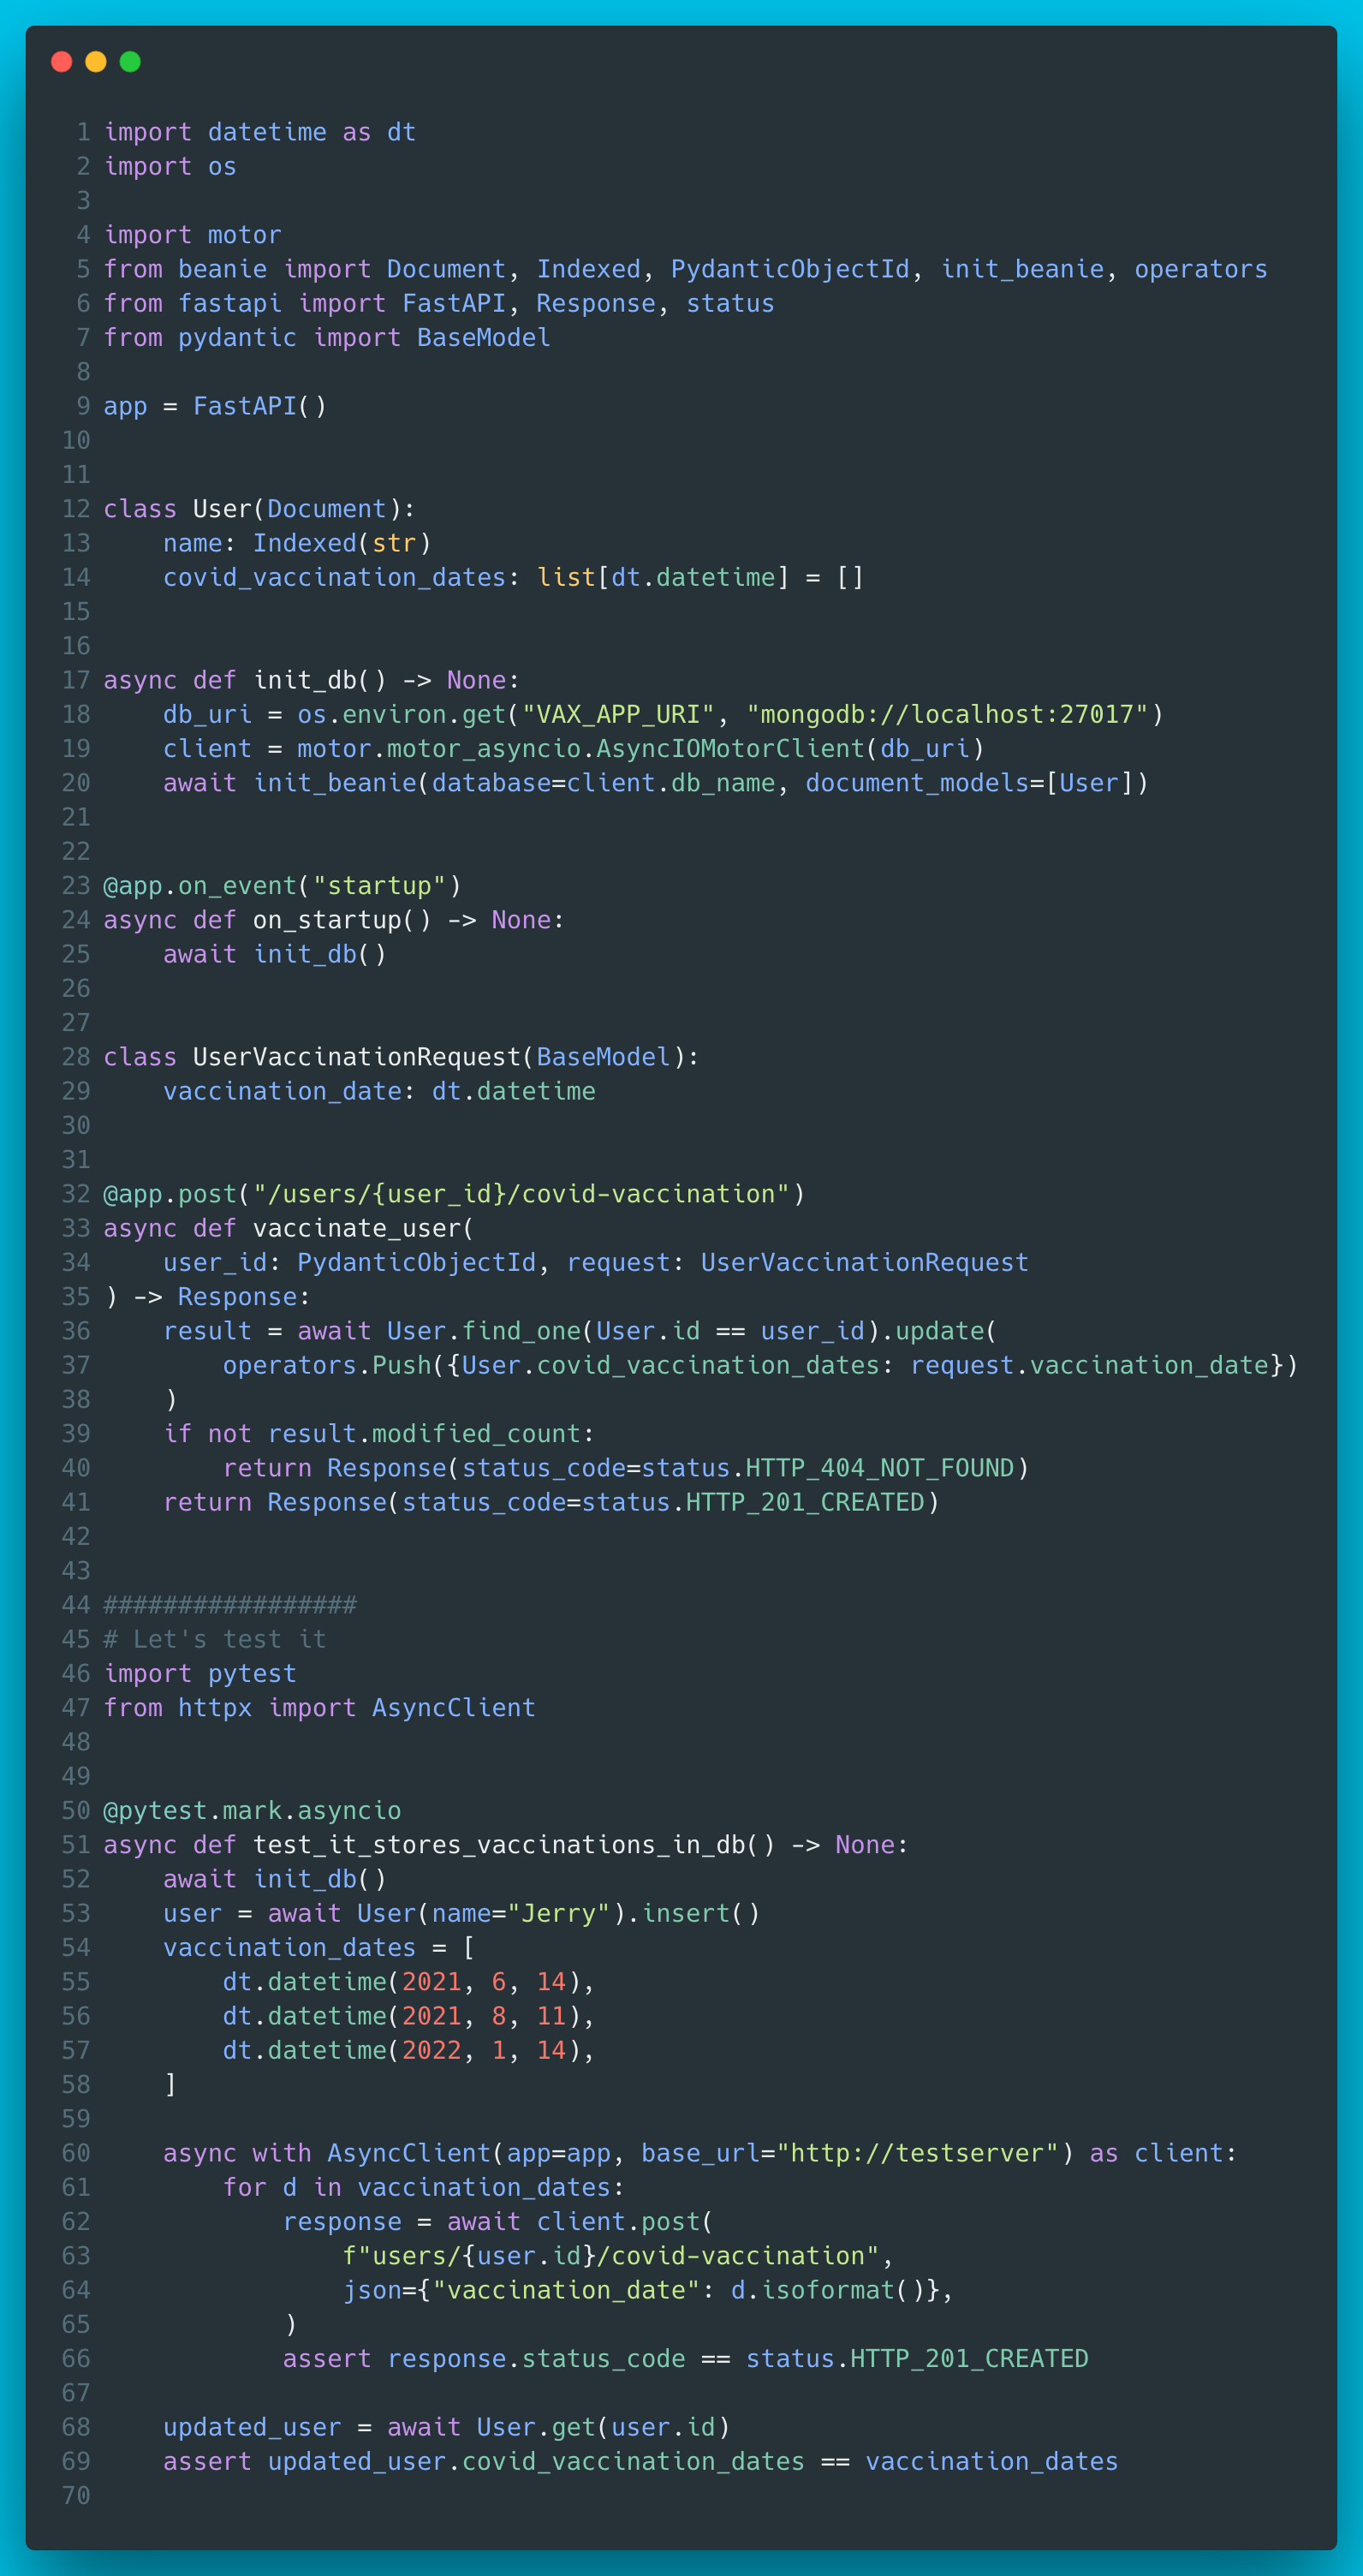 1 import datetime as dt
2 import os
3
4 import motor
5 from beanie import Document, Indexed, PydanticObjectId, init_beanie, operators
6 from fastapi import FastAPI, Response, status
7 from pydantic import BaseModel
8
9 app = FastAPI()
10
11
12 class User(Document):
13     name: Indexed(str)
14     covid_vaccination_dates: list[dt.datetime] = []
15
16
17 async def init_db() -> None:
18     db_uri = os.environ.get("VAX_APP_URI", "mongodb://localhost:27017")
19     client = motor.motor_asyncio.AsyncIOMotorClient(db_uri)
20     await init_beanie(database=client.db_name, document_models=[User])
21
22
23 @app.on_event("startup")
24 async def on_startup() -> None:
25     await init_db()
26
27
28 class UserVaccinationRequest(BaseModel):
29     vaccination_date: dt.datetime
30
31
32 @app.post("/users/{user_id}/covid-vaccination")
33 async def vaccinate_user(
34     user_id: PydanticObjectId, request: UserVaccinationRequest
35 ) -> Response:
36     result = await User.find_one(User.id == user_id).update(
37         operators.Push({User.covid_vaccination_dates: request.vaccination_date})
38     )
39     if not result.modified_count:
40         return Response(status_code=status.HTTP_404_NOT_FOUND)
41     return Response(status_code=status.HTTP_201_CREATED)
42
43
44 #################
45 # Let's test it
46 import pytest
47 from httpx import AsyncClient
48
49
50 @pytest.mark.asyncio
51 async def test_it_stores_vaccinations_in_db() -> None:
52     await init_db()
53     user = await User(name="Jerry").insert()
54     vaccination_dates = [
55         dt.datetime(2021, 6, 14),
56         dt.datetime(2021, 8, 11),
57         dt.datetime(2022, 1, 14),
58     ]
59
60     async with AsyncClient(app=app, base_url="http://testserver") as client:
61         for d in vaccination_dates:
62             response = await client.post(
63                 f"users/{user.id}/covid-vaccination",
64                 json={"vaccination_date": d.isoformat()},
65             )
66             assert response.status_code == status.HTTP_201_CREATED
67
68     updated_user = await User.get(user.id)
69     assert updated_user.covid_vaccination_dates == vaccination_dates
70